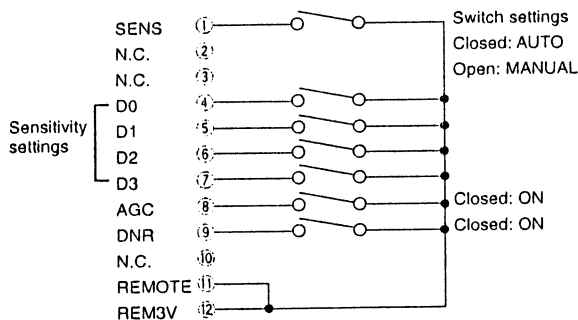 SENS 1 Switch settings
N.C. 2 Closed: AUTO
N.C. 3 Open: MANUAL
D0 4
Sensitivity settings
D1 5
D2 6
D3 7
AGC 8 Closed: ON
DNR 9 Closed: ON
N.C. 10
REMOTE 11
REM3V 12